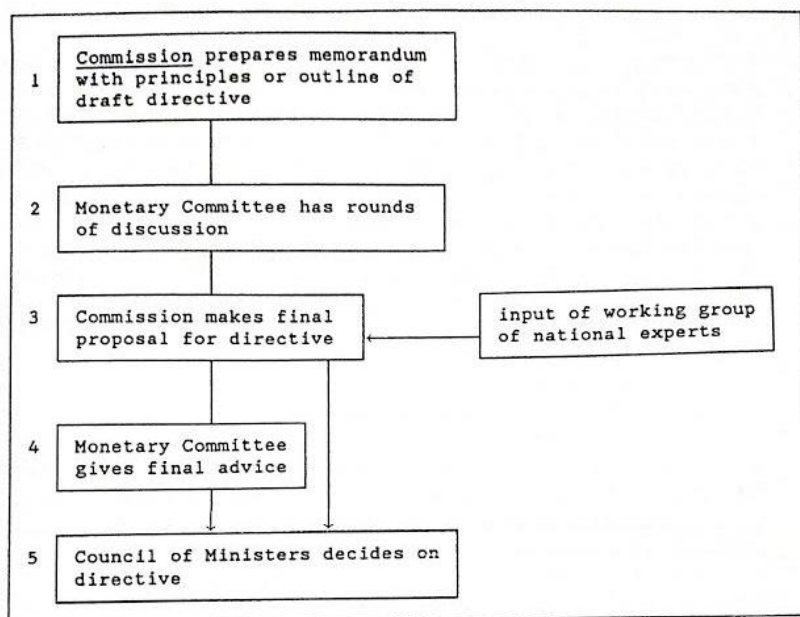 1
Commission prepares memorandum
with principles or outline of
draft directive
2
Monetary Committee has rounds
of discussion
3
Commission makes final
proposal for directive
input of working group
of national experts
4
Monetary Committee
gives final advice
5
Council of Ministers decides on
directive